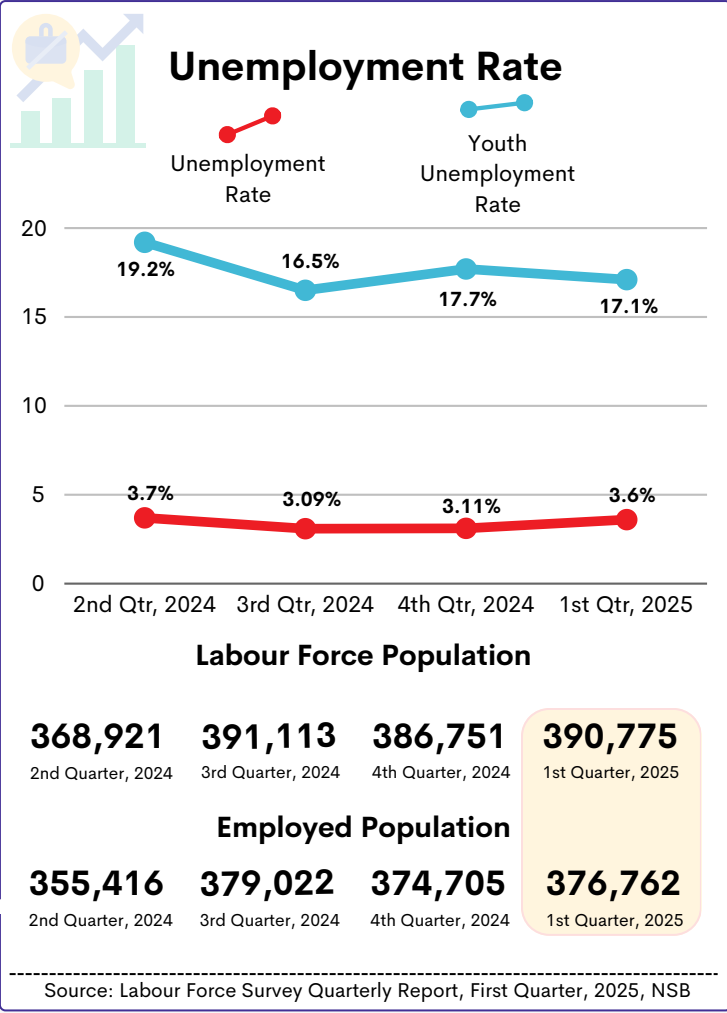 Unemployment Rate
Unemployment
Rate
Youth
Unemployment
Rate
20
19.2%
16.5%
17.7%
17.1%
15
10
5
3.7%
3.09%
3.11%
3.6%
0
2nd Qtr, 2024 3rd Qtr, 2024 4th Qtr, 2024 1st Qtr, 2025
Labour Force Population
368,921 391,113 386,751 390,775
2nd Quarter, 2024 3rd Quarter, 2024 4th Quarter, 2024 1st Quarter, 2025
Employed Population
355,416 379,022 374,705 376,762
2nd Quarter, 2024 3rd Quarter, 2024 4th Quarter, 2024 1st Quarter, 2025
Source: Labour Force Survey Quarterly Report, First Quarter, 2025, NSB